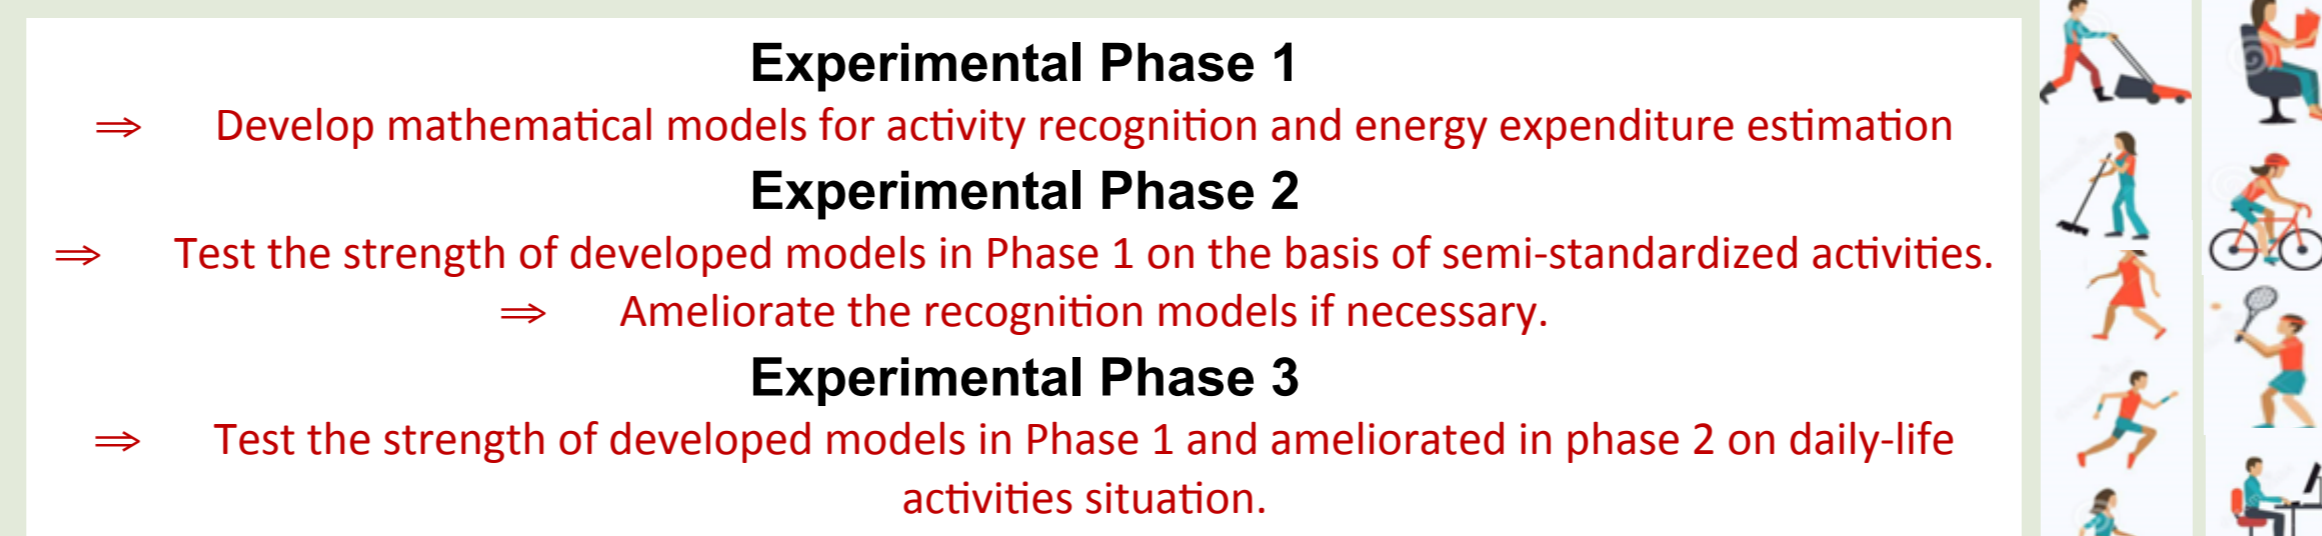 Experimental Phase 1
⇒ Develop mathematical models for activity recognition and energy expenditure estimation
Experimental Phase 2
⇒ Test the strength of developed models in Phase 1 on the basis of semi-standardized activities.
⇒ Ameliorate the recognition models if necessary.
Experimental Phase 3
⇒ Test the strength of developed models in Phase 1 and ameliorated in phase 2 on daily-life
activities situation.